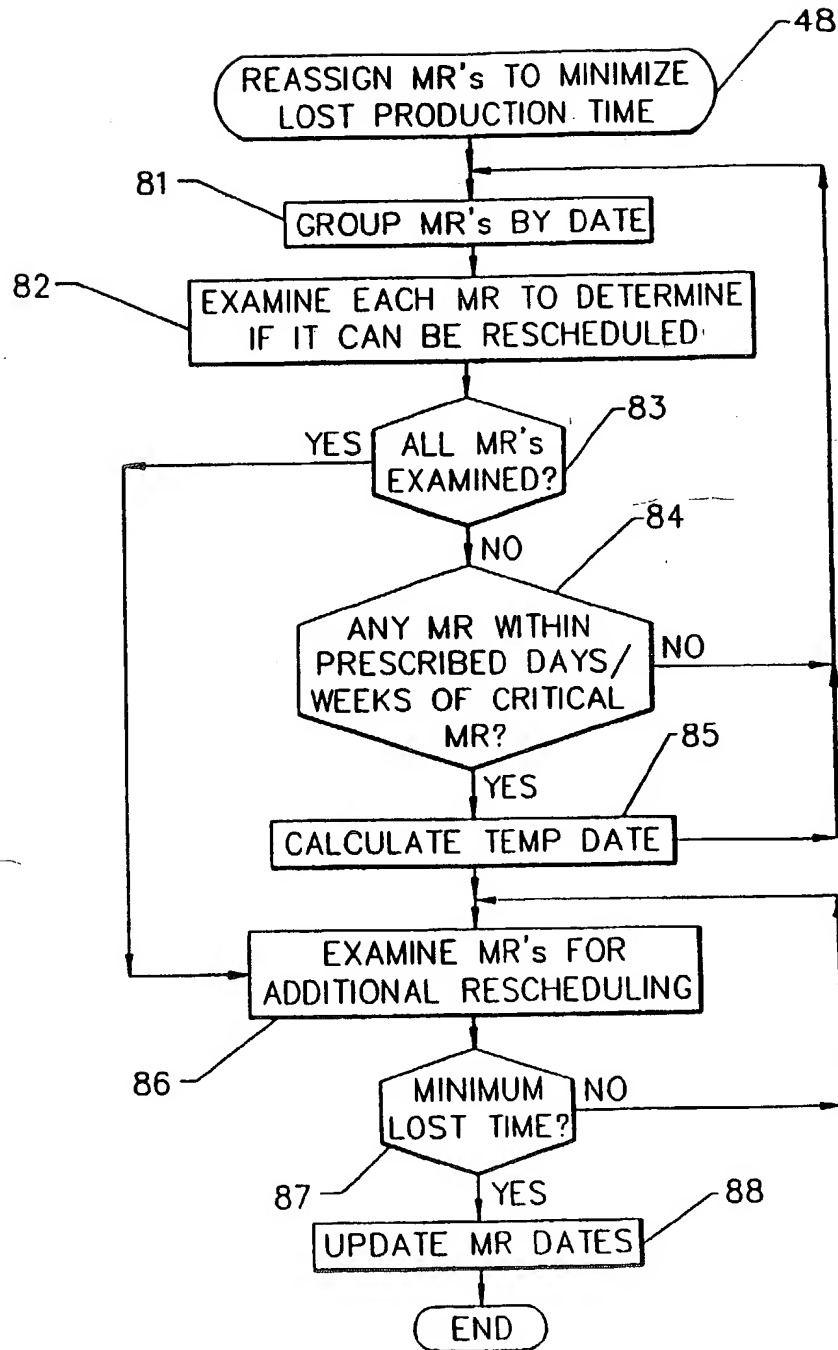 48
REASSIGN MR's TO MINIMIZE
LOST PRODUCTION TIME
81
GROUP MR's BY DATE
82
EXAMINE EACH MR TO DETERMINE
IF IT CAN BE RESCHEDULED
83
YES
ALL MR's
EXAMINED?
NO
84
ANY MR WITHIN
PRESCRIBED DAYS/
WEEKS OF CRITICAL
MR?
NO
85
YES
CALCULATE TEMP DATE
EXAMINE MR's FOR
ADDITIONAL RESCHEDULING
86
MINIMUM
LOST TIME?
NO
87
YES
88
UPDATE MR DATES
END